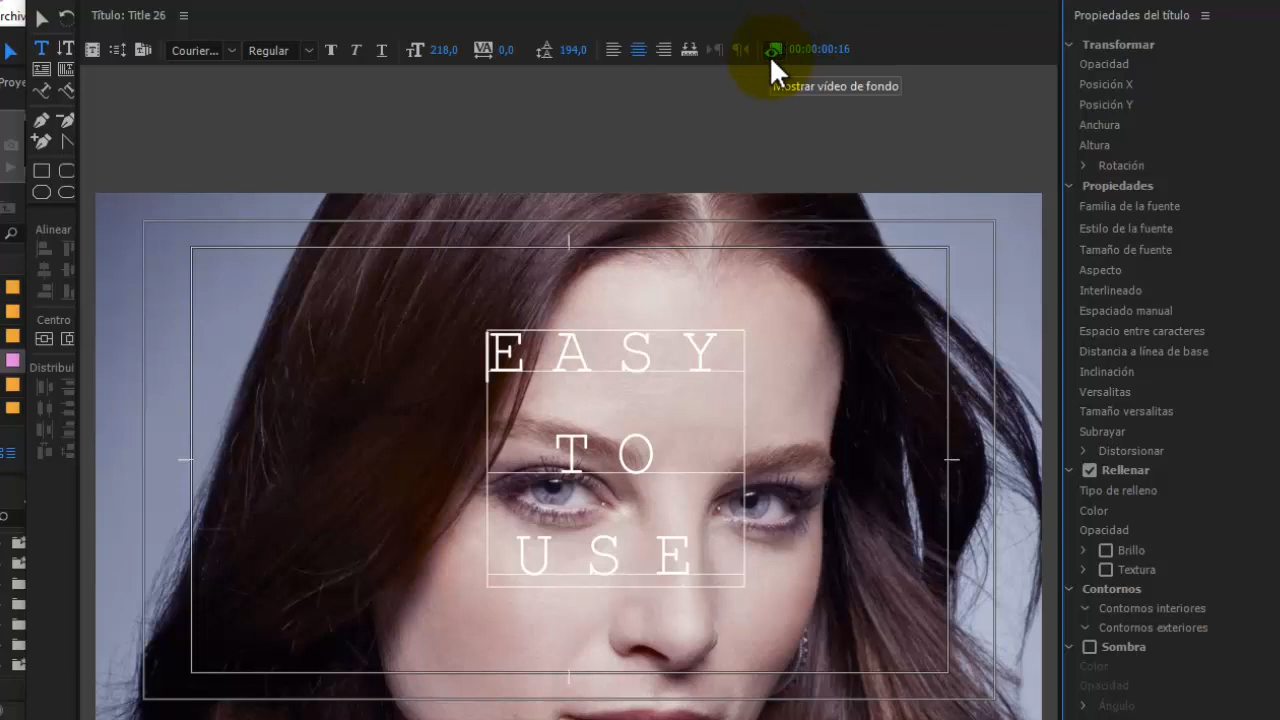 rchiv
Título: Title 26
Propiedades del título
Courier...
Regular
T
T
T
218,0
VA
0,0
194,0
00:00:00:16
Mostrar vídeo de fondo
Proye
Alinear
Centro
Distribui
EASY
TO
USE
Transformar
Opacidad
Posición X
Posición Y
Anchura
Altura
Rotación
Propiedades
Familia de la fuente
Estilo de la fuente
Tamaño de fuente
Aspecto
Interlineado
Espaciado manual
Espacio entre caracteres
Distancia a línea de base
Inclinación
Versalitas
Tamaño versalitas
Subrayar
Distorsionar
Rellenar
Tipo de relleno
Color
Opacidad
Brillo
Textura
Contornos
Contornos interiores
Contornos exteriores
Sombra
Color
Opacidad
Ángulo